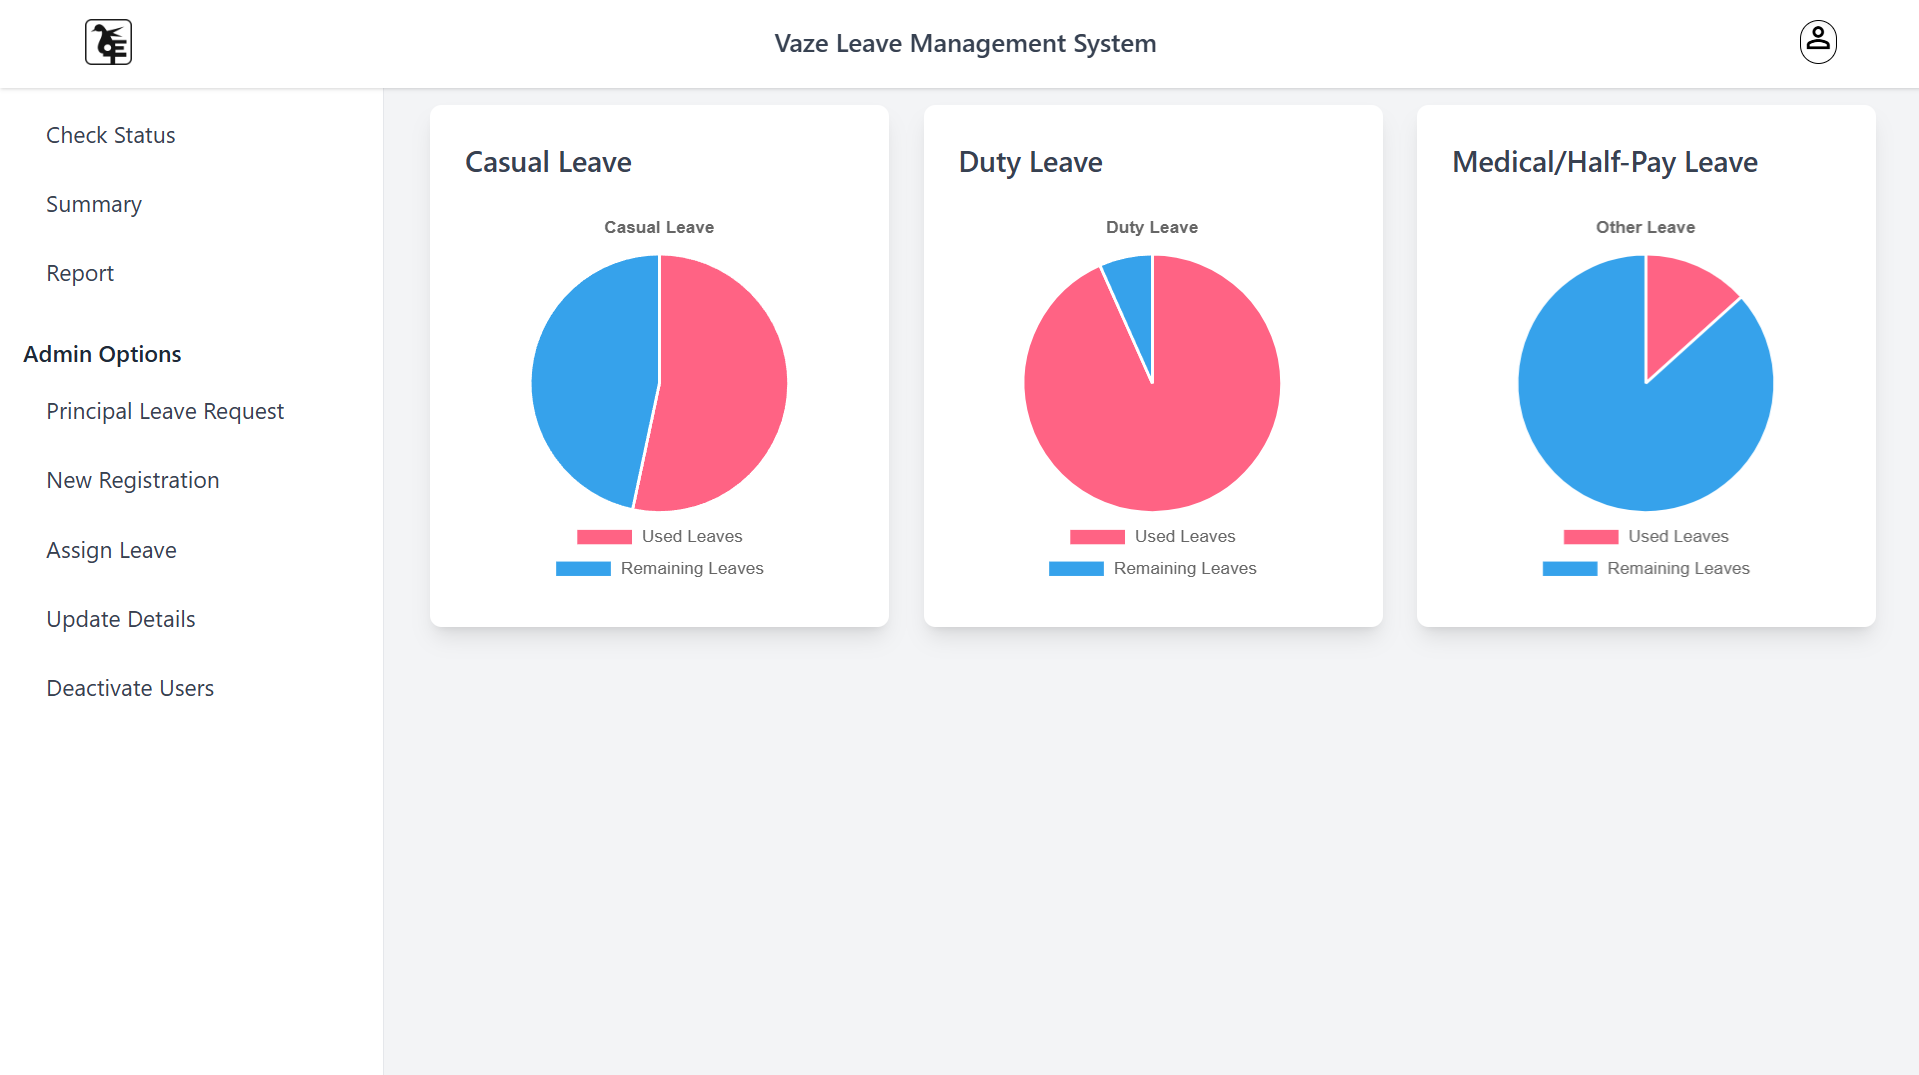 Vaze Leave Management System
Check Status
Summary
Report
Admin Options
Principal Leave Request
New Registration
Assign Leave
Update Details
Deactivate Users
Casual Leave
Casual Leave
Used Leaves
Remaining Leaves
Duty Leave
Duty Leave
Used Leaves
Remaining Leaves
Medical/Half-Pay Leave
Other Leave
Used Leaves
Remaining Leaves